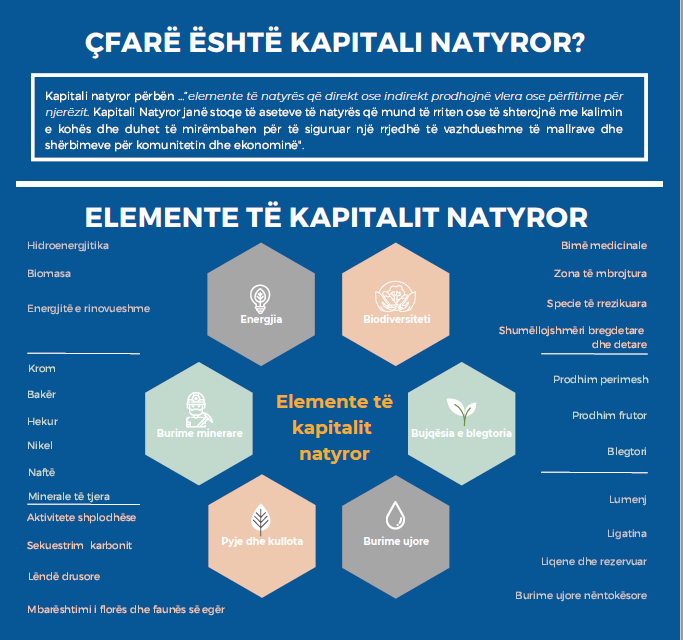 ÇFARË ËSHTË KAPITALI NATYROR?
Kapitali natyror përbën ..."elemente të natyrës që direkt ose indirekt prodhojnë vlera ose përfitime për
njerëzit. Kapitali Natyror janë stoqe të aseteve të natyrës që mund të rriten ose të shterojnë me kalimin
e kohës dhe duhet të mirëmbahen për të siguruar një rrjedhë të vazhdueshme të mallrave dhe
shërbimeve për komunitetin dhe ekonominë".
ELEMENTE TË KAPITALIT NATYROR
Hidroenergjitika
Biomasa
Energjitë e rinovueshme
Krom
Bakër
Hekur
Nikel
Naftë
Minerale të tjera
Aktivitete shplodhëse
Sekuestrim karbonit
Lëndë drusore
Mbarështimi i florës dhe faunës së egër
Energjia
Biodiversiteti
Burime minerare
Elemente të
kapitalit
natyror
Bujqësia e blegtoria
Pyje dhe kullota
Burime ujore
Bimë medicinale
Zona të mbrojtura
Specie të rrezikuara
Shumëllojshmëri bregdetare
dhe detare
Prodhim perimesh
Prodhim frutor
Blegtori
Lumenj
Ligatina
Liqene dhe rezervuar
Burime ujore nëntokësore